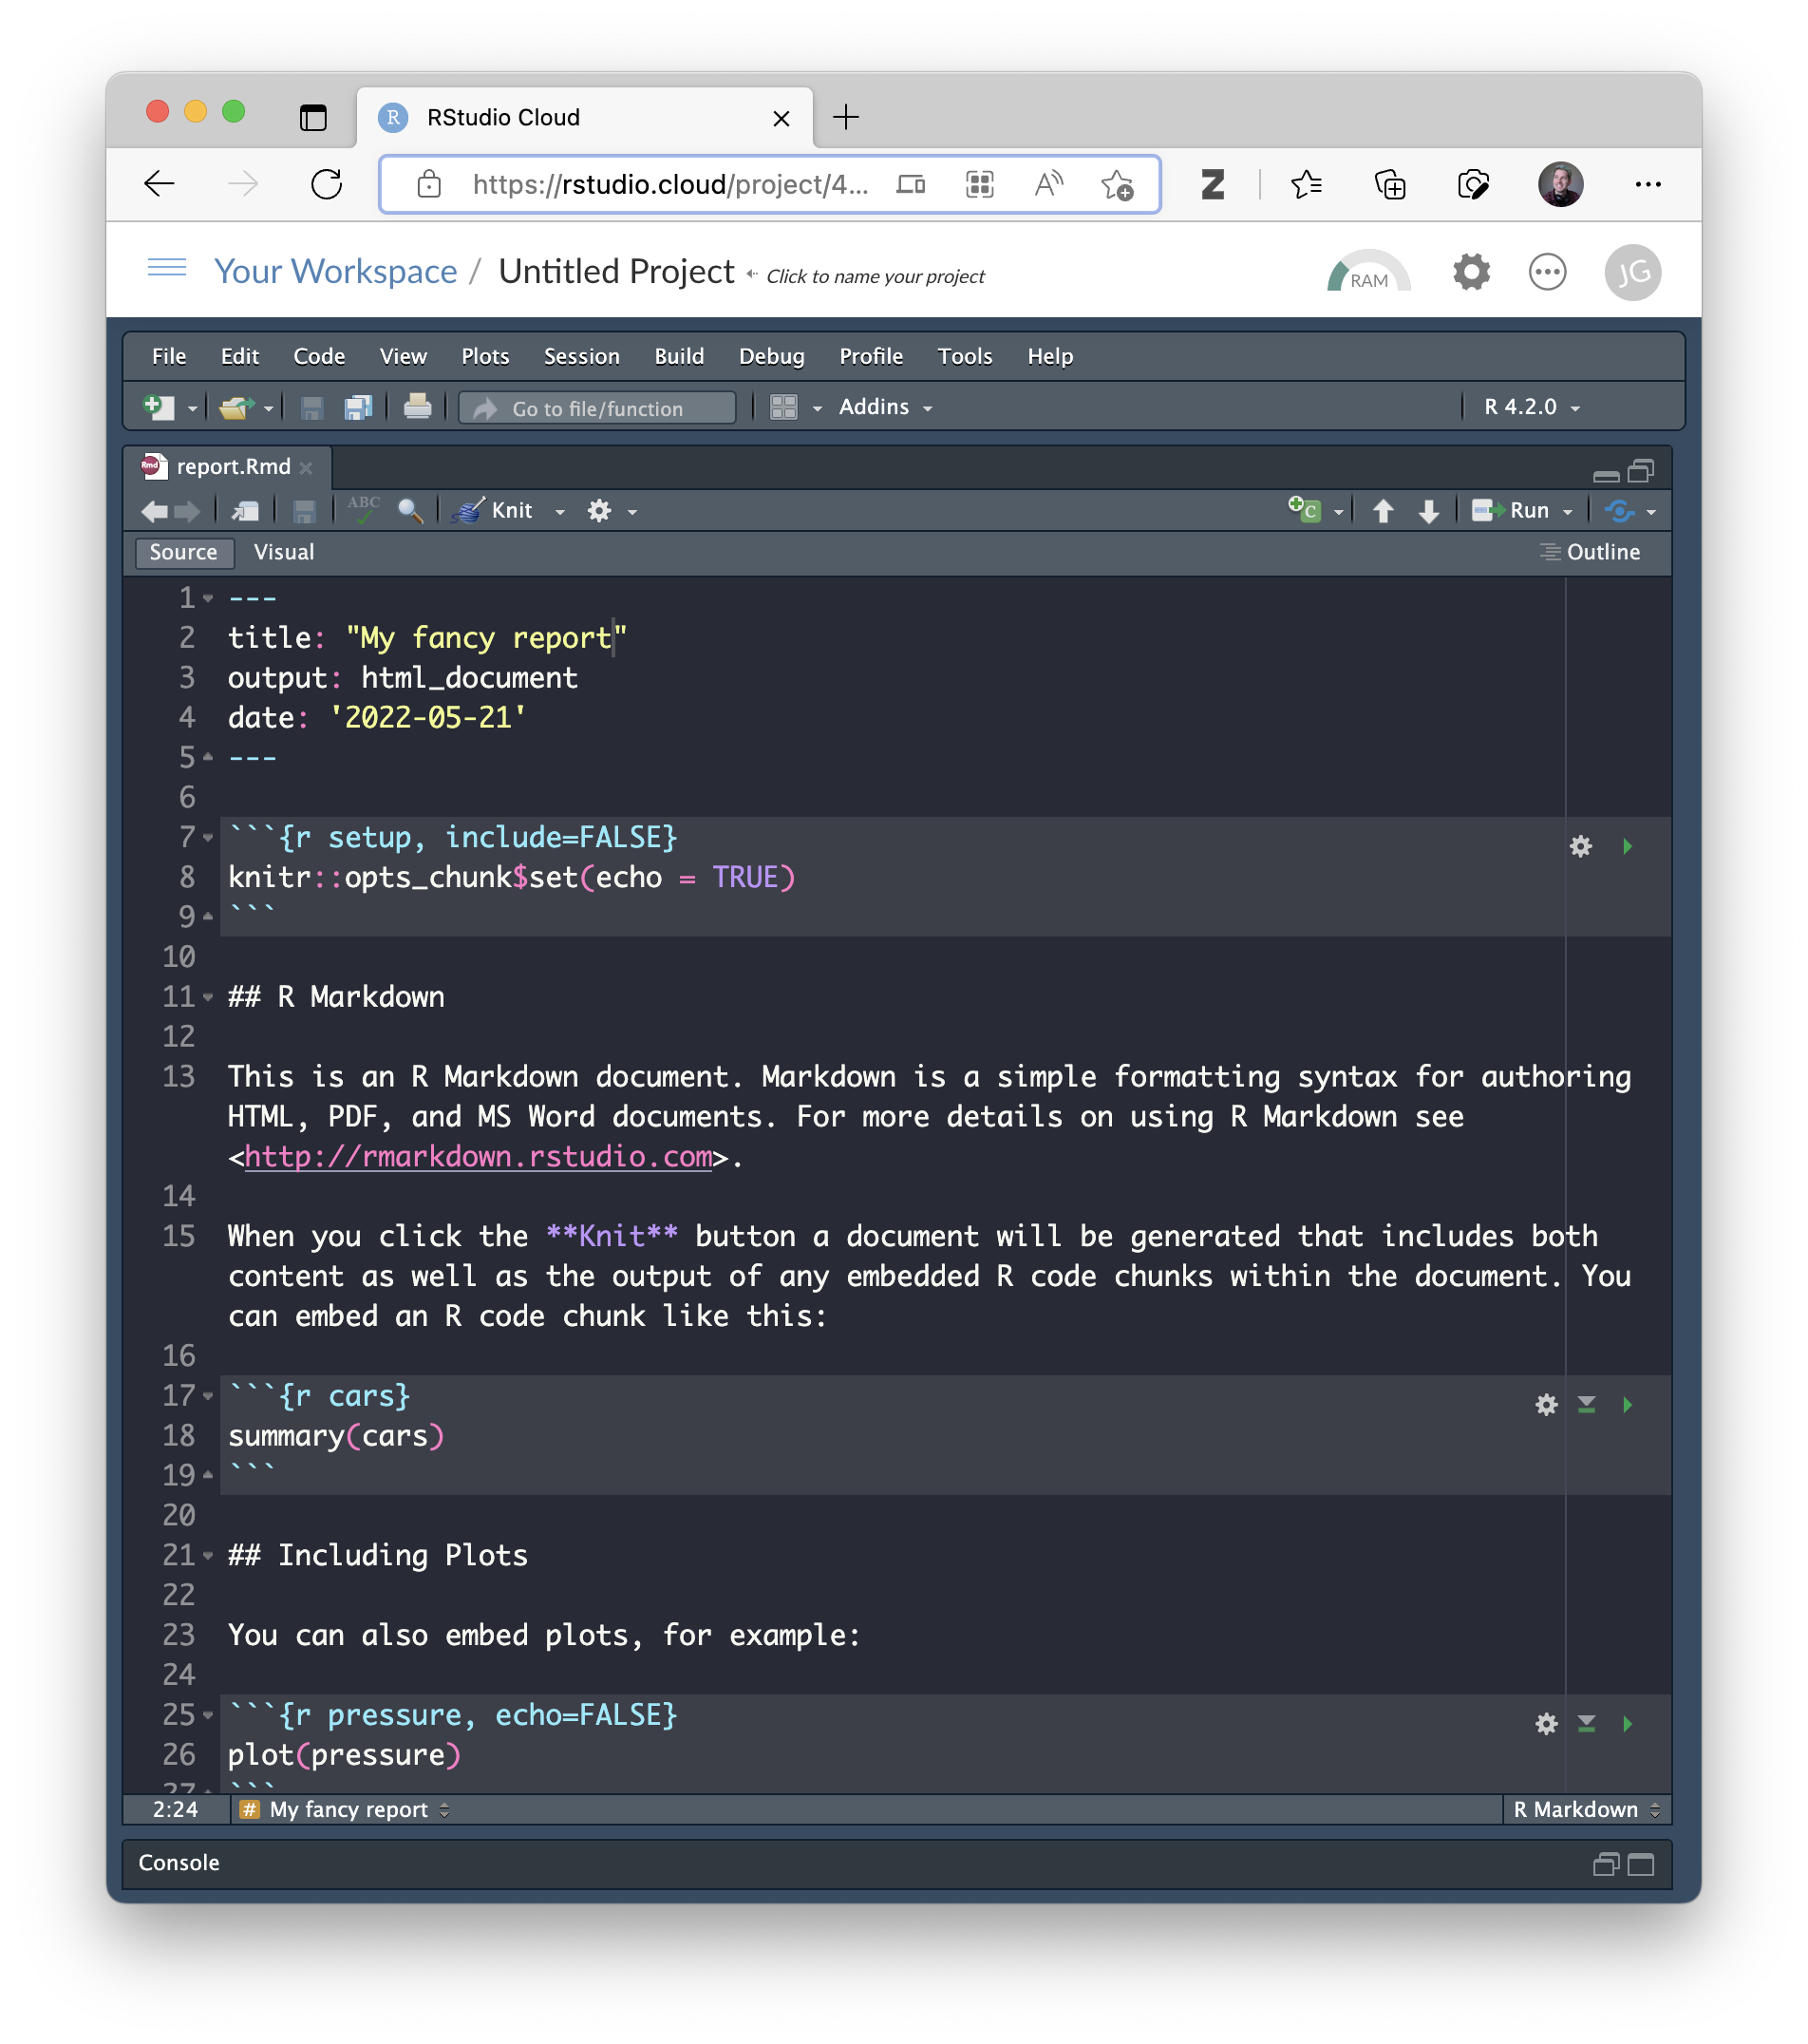 R RStudio Cloud
https://rstudio.cloud/project/4...
Your Workspace / Untitled Project Click to name your project RAM JG
File Edit Code View Plots Session Build Debug Profile Tools Help
Go to file/function Addins R 4.2.0
Rmd report.Rmd
ABC Knit C Run
Source Visual Outline
1 ---
2 title: "My fancy report"
3 output: html_document
4 date: '2022-05-21'
5 ---
6
7 ```{r setup, include=FALSE}
8 knitr::opts_chunk$set(echo = TRUE)
9 ```
10
11 ## R Markdown
12
13 This is an R Markdown document. Markdown is a simple formatting syntax for authoring
HTML, PDF, and MS Word documents. For more details on using R Markdown see
<http://rmarkdown.rstudio.com>.
14
15 When you click the **Knit** button a document will be generated that includes both
content as well as the output of any embedded R code chunks within the document. You
can embed an R code chunk like this:
16
17 ```{r cars}
18 summary(cars)
19 ```
20
21 ## Including Plots
22
23 You can also embed plots, for example:
24
25 ```{r pressure, echo=FALSE}
26 plot(pressure)
27 ```
2:24 # My fancy report R Markdown
Console